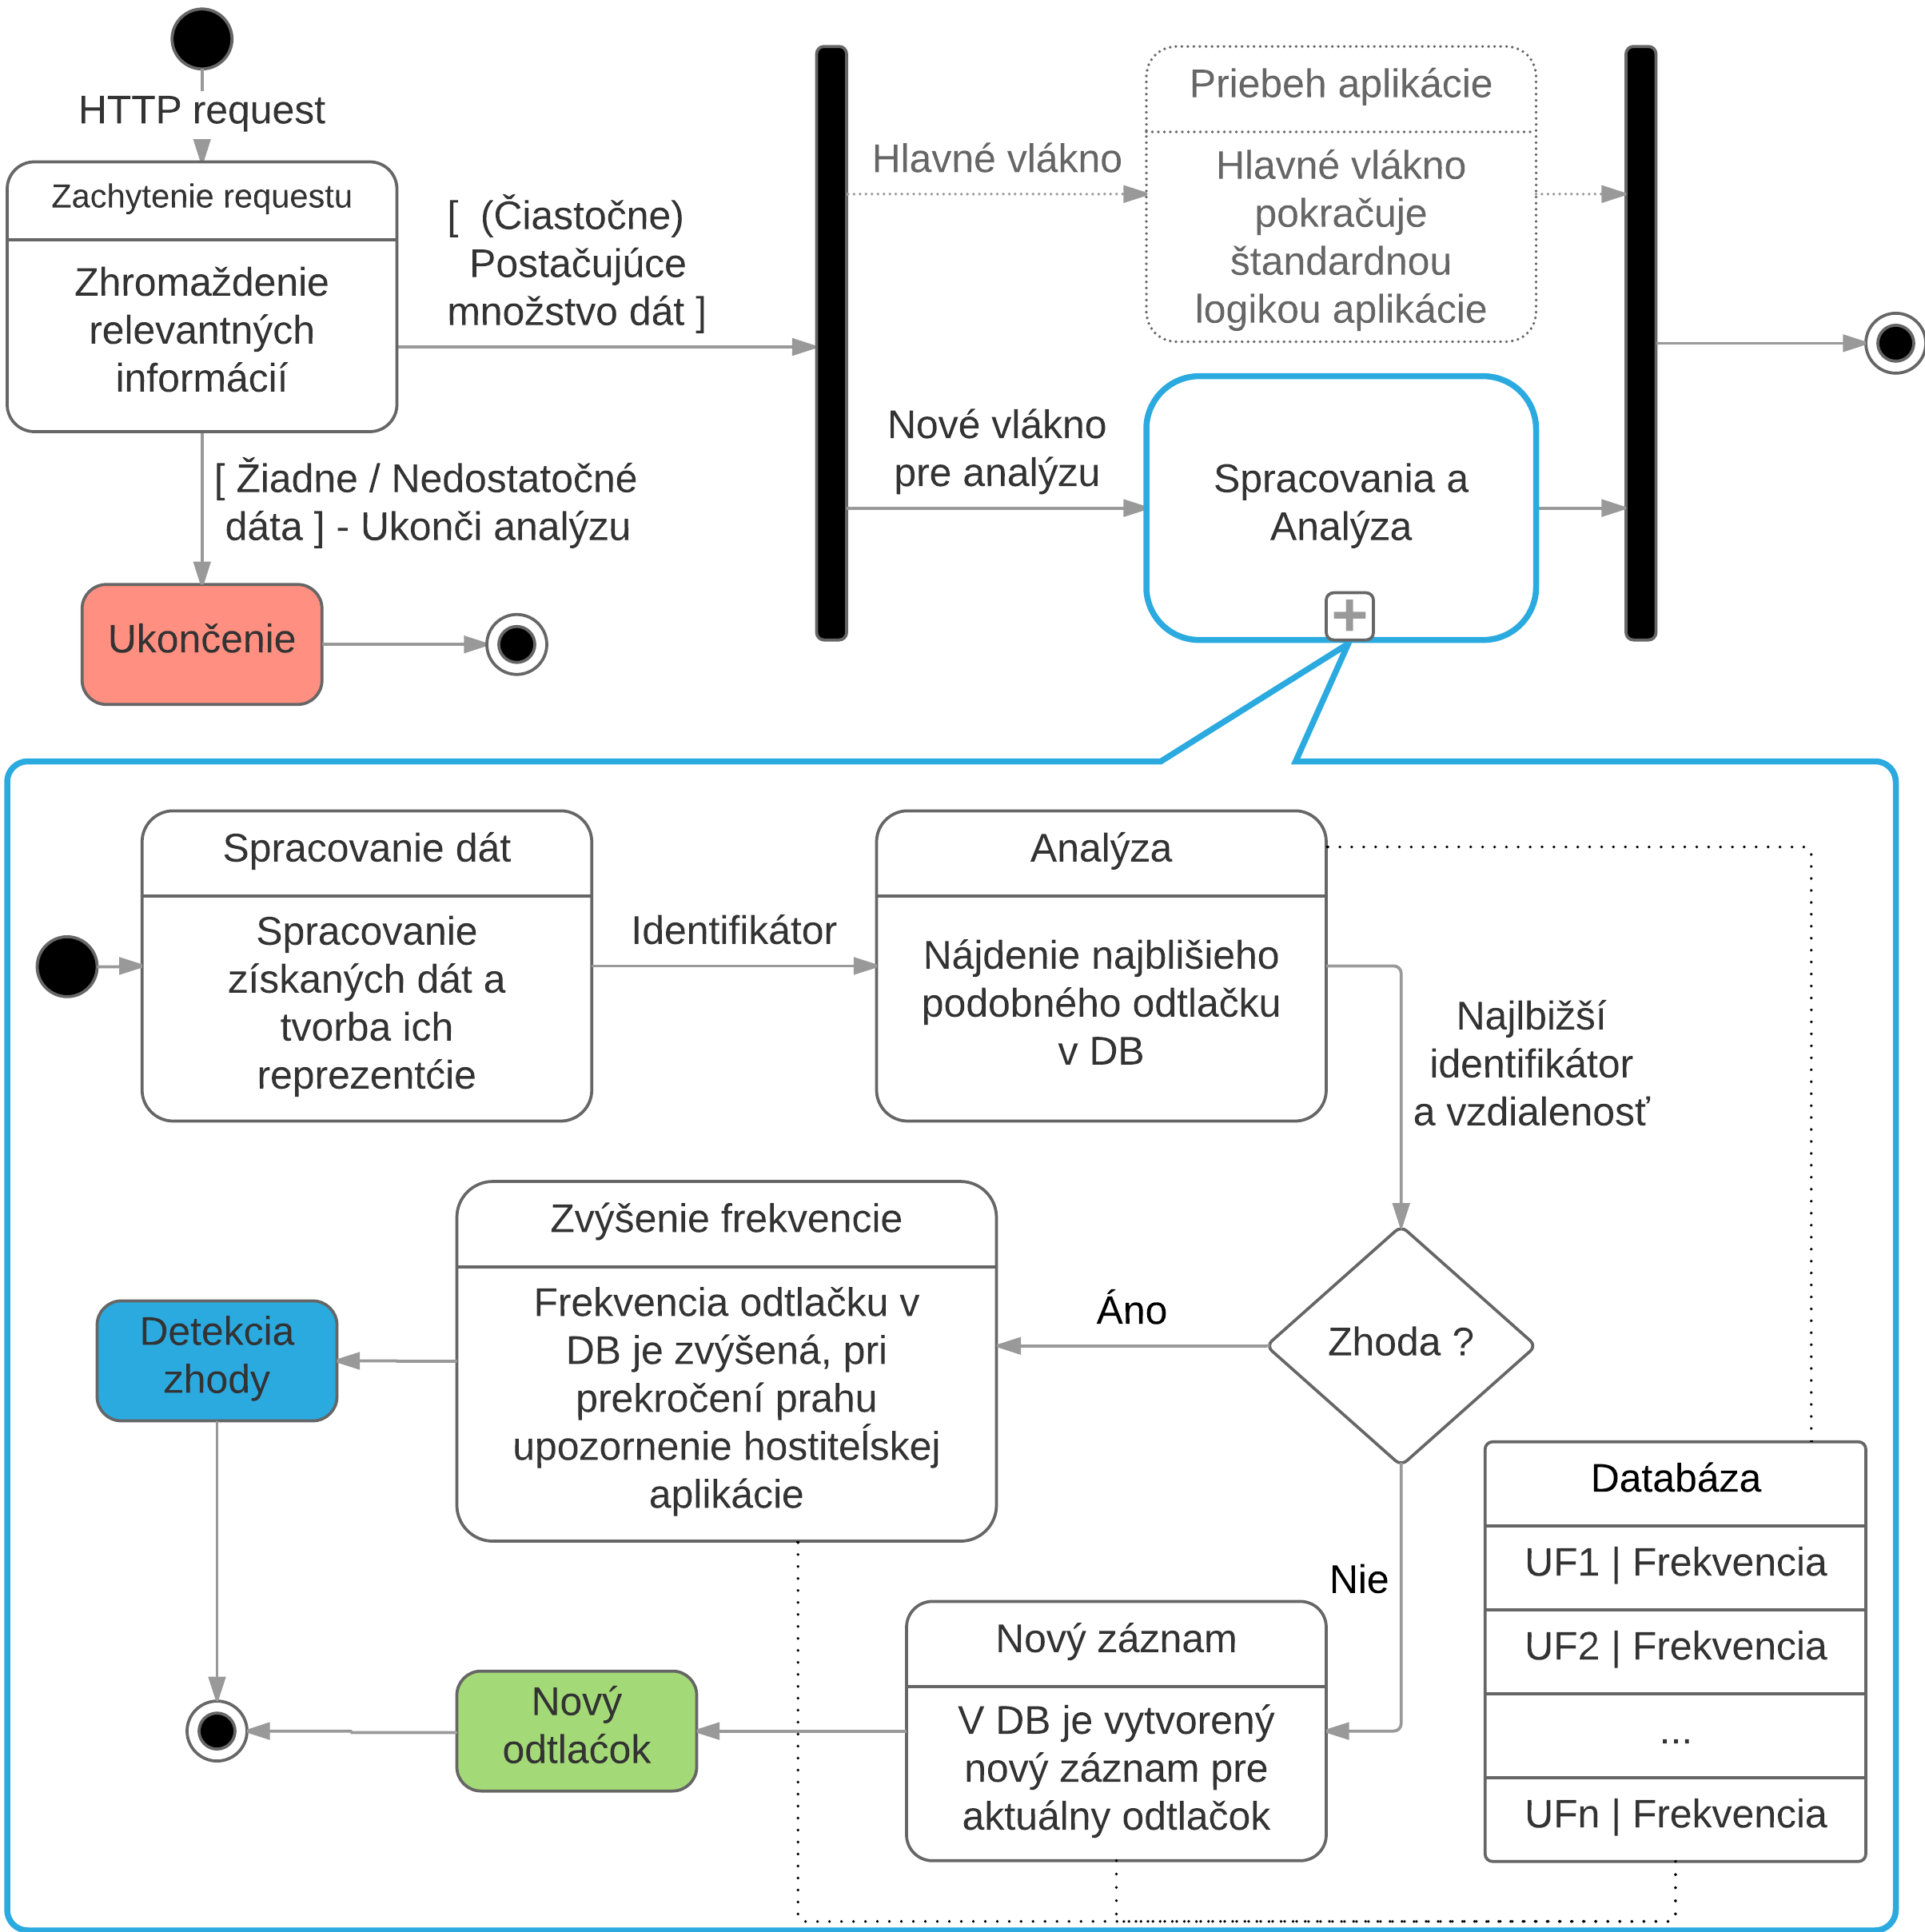 HTTP request
Zachytenie requestu
Zhromaždenie
relevantných
informácií
[  (Čiastočne)
Postačujúce
množstvo dát ]
[ Žiadne / Nedostatočné
dáta ] - Ukonči analýzu
Ukončenie
Hlavné vlákno
Priebeh aplikácie
Hlavné vlákno
pokračuje
štandardnou
logikou aplikácie
Nové vlákno
pre analýzu
Spracovania a
Analýza
Spracovanie dát
Spracovanie
získaných dát a
tvorba ich
reprezentćie
Identifikátor
Analýza
Nájdenie najblišieho
podobného odtlačku
v DB
Najlbižší
identifikátor
a vzdialenosť
Zhoda ?
Áno
Zvýšenie frekvencie
Frekvencia odtlačku v
DB je zvýšená, pri
prekročení prahu
upozornenie hostiteĺskej
aplikácie
Detekcia
zhody
Nie
Nový záznam
V DB je vytvorený
nový záznam pre
aktuálny odtlačok
Nový
odtlaćok
Databáza
UF1 | Frekvencia
UF2 | Frekvencia
...
UFn | Frekvencia